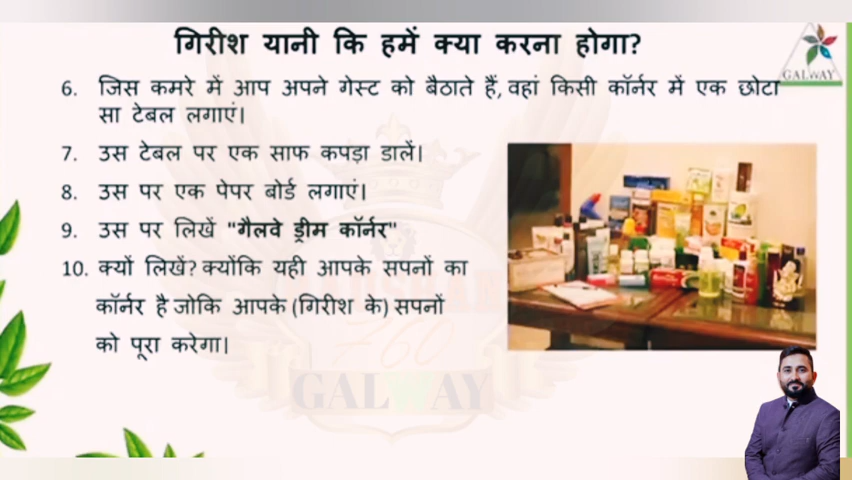 गिरीश यानी कि हमें क्या करना होगा?
GALWAY
6. जिस कमरे में आप अपने गेस्ट को बैठाते हैं, वहां किसी कॉर्नर में एक छोटा
सा टेबल लगाएं।
7. उस टेबल पर एक साफ कपड़ा डालें।
8. उस पर एक पेपर बोर्ड लगाएं।
9. उस पर लिखें "गैलवे ड्रीम कॉर्नर"
10. क्यों लिखें? क्योंकि यही आपके सपनों का
कॉर्नर है जोकि आपके (गिरीश के) सपनों
को पूरा करेगा।
760
GALWAY